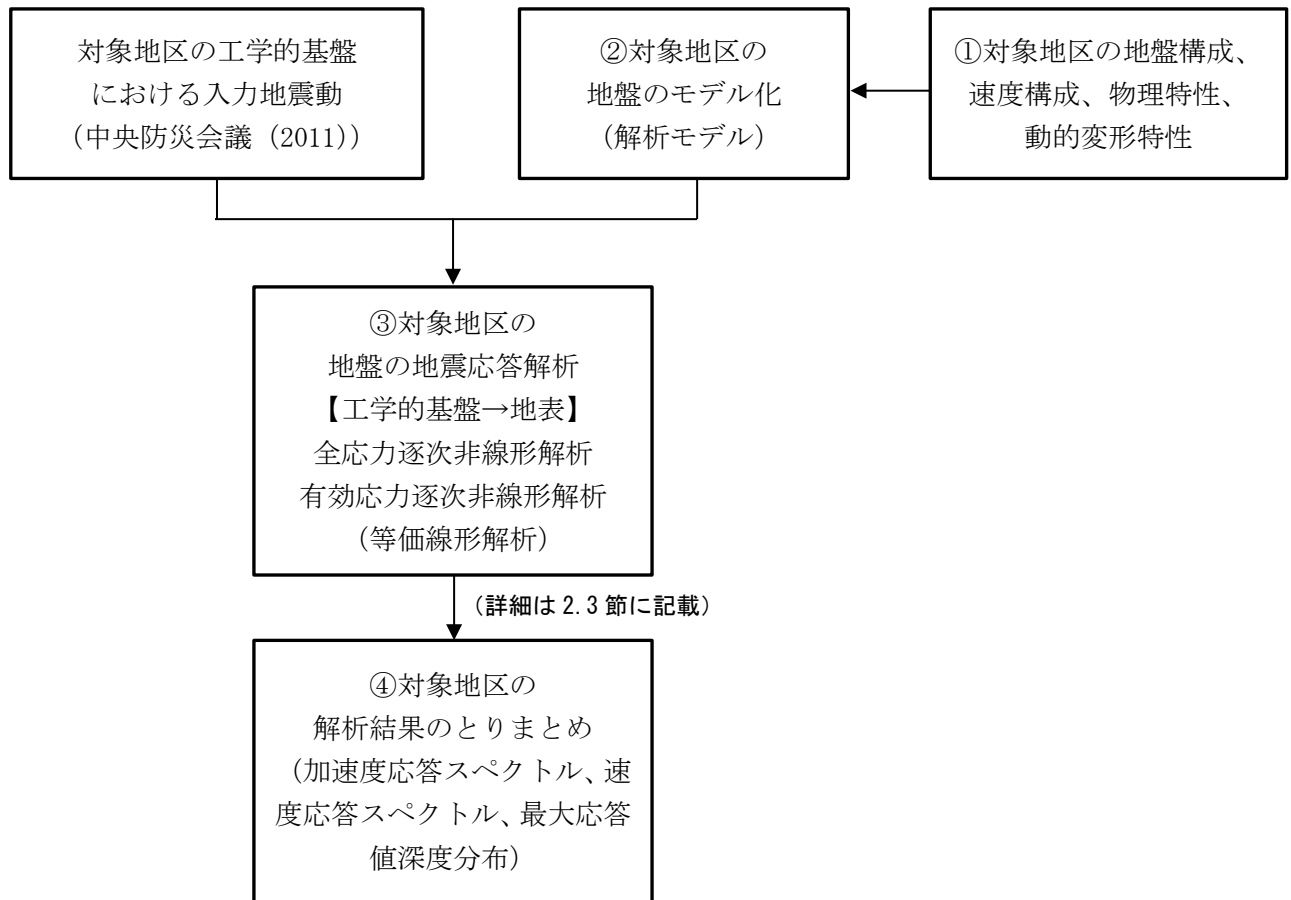 対象地区の工学的基盤
における入力地震動
（中央防災会議（2011））
②対象地区の
地盤のモデル化
（解析モデル）
①対象地区の地盤構成、
速度構成、物理特性、
動的変形特性
③対象地区の
地盤の地震応答解析
【工学的基盤→地表】
全応力逐次非線形解析
有効応力逐次非線形解析
（等価線形解析）
（詳細は 2.3 節に記載）
④対象地区の
解析結果のとりまとめ
（加速度応答スペクトル、速
度応答スペクトル、最大応答
値深度分布）